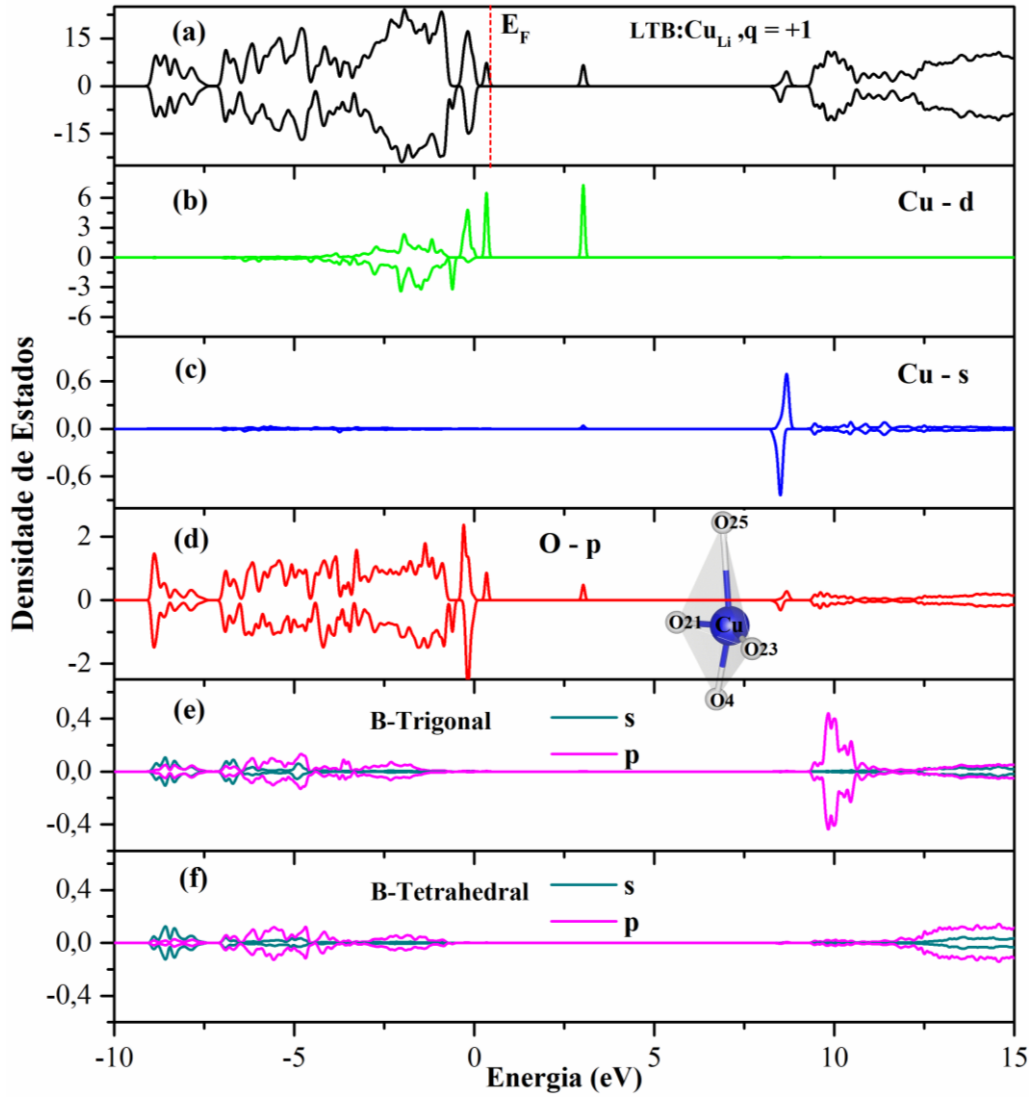 (a)
E_F
LTB:Cu_Li ,q = +1
15
0
-15
(b)
Cu - d
6
3
0
-3
-6
(c)
Cu - s
0,6
0,0
-0,6
(d)
O - p
2
0
-2
O25
O21
Cu
O23
O4
(e)
B-Trigonal
s
p
0,4
0,0
-0,4
(f)
B-Tetrahedral
s
p
0,4
0,0
-0,4
Densidade de Estados
-10 -5 0 5 10 15
Energia (eV)